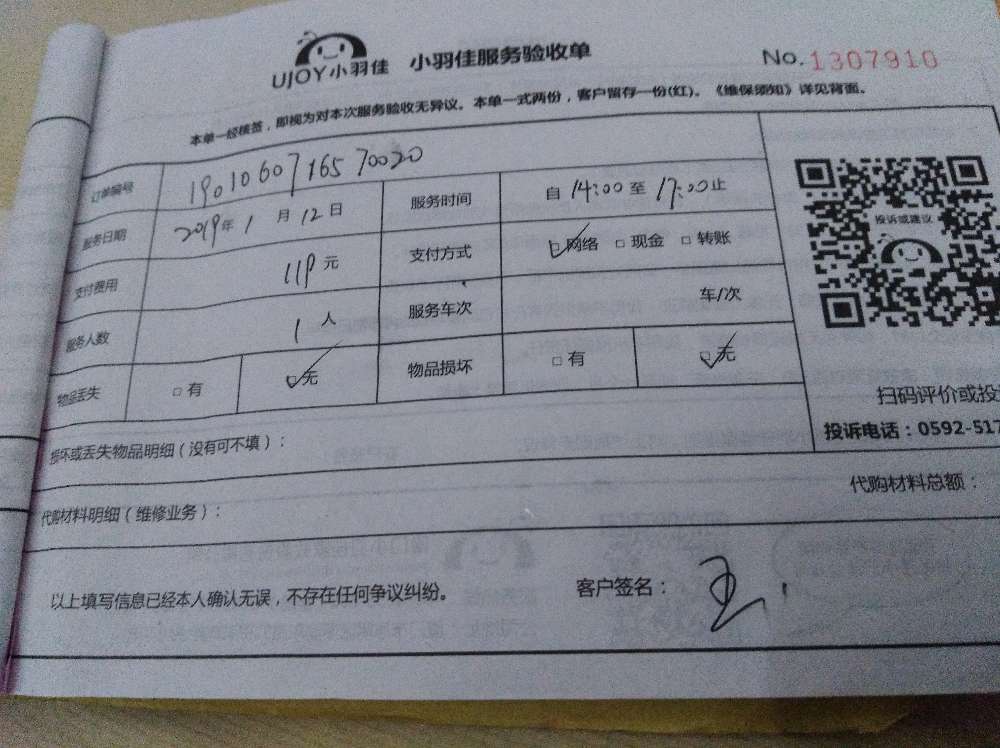 UJOY小羽佳 小羽佳服务验收单 No.1307910
本单一经核签，即视为对本次服务验收无异议。本单一式两份，客户留存一份(红)。《维保须知》详见背面。
订单编号 19010607165 70020
服务日期 2019年 1 月 12 日 服务时间 自 14:00 至 17:00止
支付费用 119 元 支付方式 网络 □ 现金 □ 转账
服务人数 1 人 服务车次 车/次
物品丢失 □ 有 无 物品损坏 □ 有 无
投诉或建议
扫码评价或投
投诉电话：0592-517
损坏或丢失物品明细（没有可不填）：
代购材料明细（维修业务）： 代购材料总额：
以上填写信息已经本人确认无误，不存在任何争议纠纷。 客户签名：